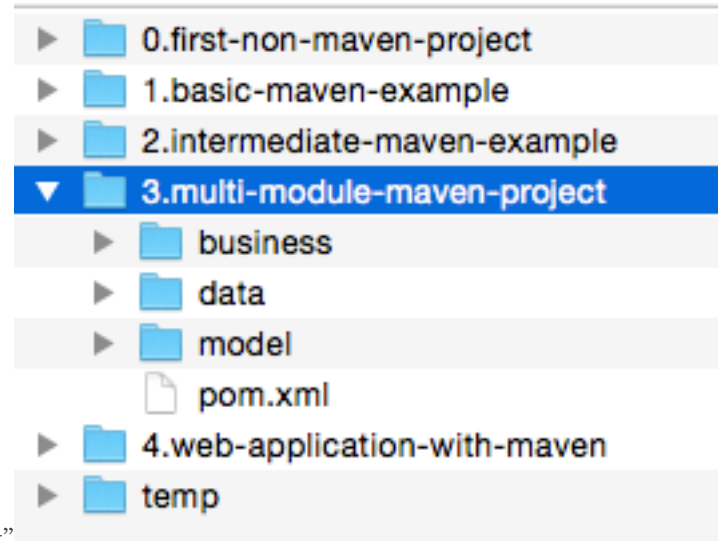 0.first-non-maven-project
1.basic-maven-example
2.intermediate-maven-example
3.multi-module-maven-project
business
data
model
pom.xml
4.web-application-with-maven
temp
”